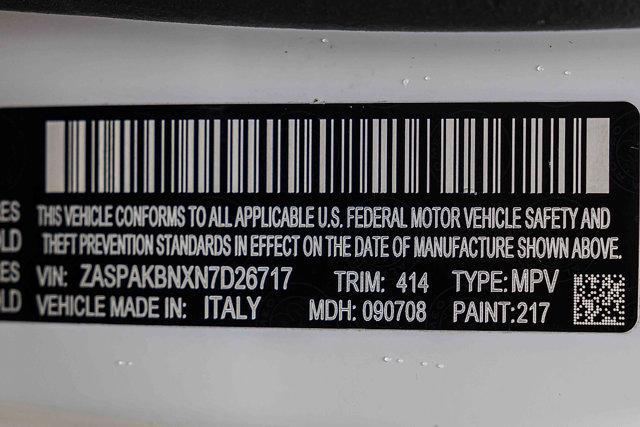 THIS VEHICLE CONFORMS TO ALL APPLICABLE U.S. FEDERAL MOTOR VEHICLE SAFETY AND
THEFT PREVENTION STANDARDS IN EFFECT ON THE DATE OF MANUFACTURE SHOWN ABOVE.
VIN: ZASPAKBNXN7D26717 TRIM: 414 TYPE: MPV
VEHICLE MADE IN: ITALY MDH: 090708 PAINT: 217